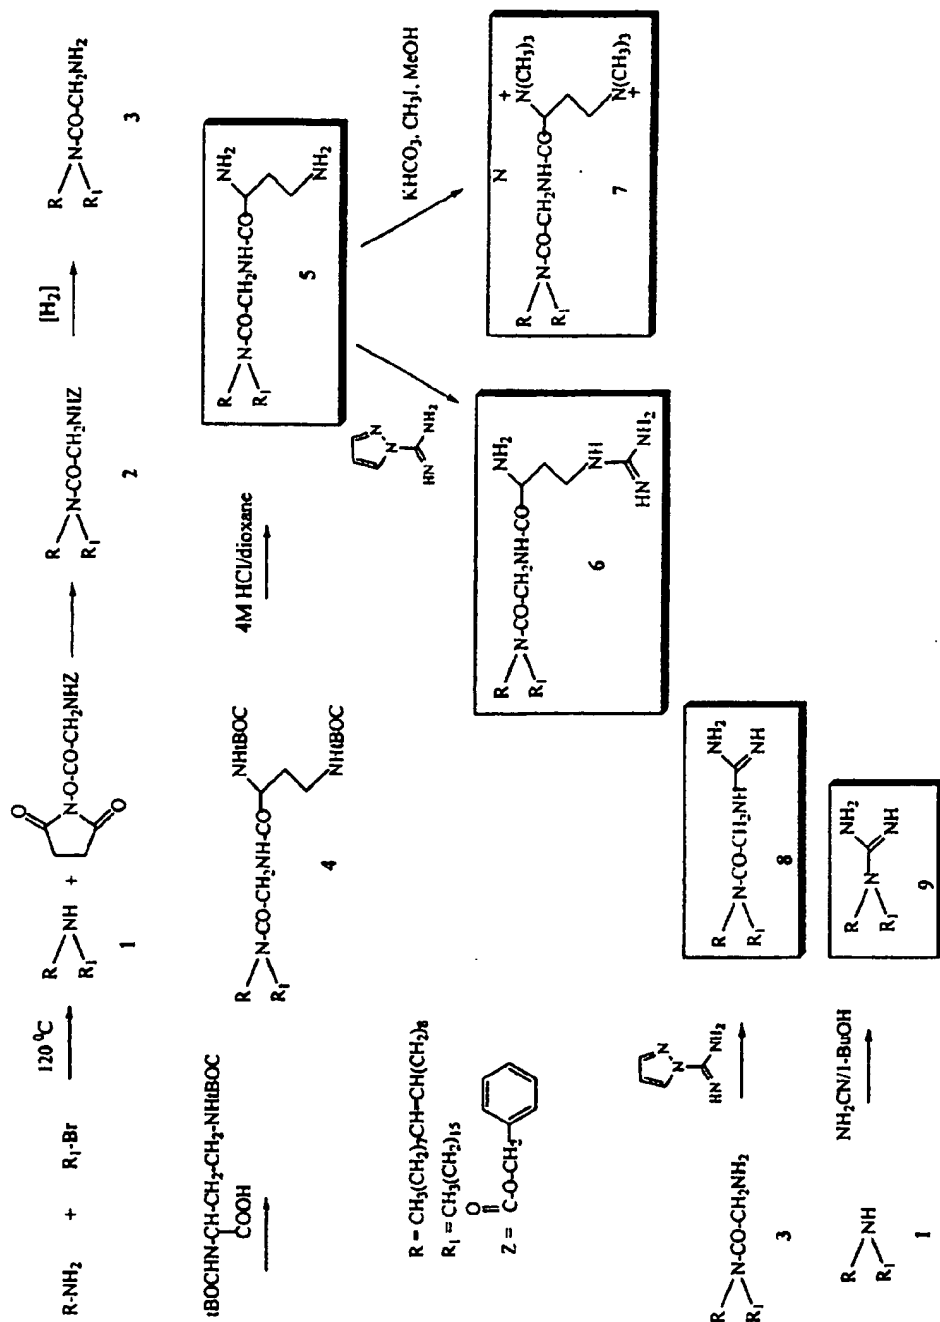 R-NH2 + R1-Br
120 ⁰C
R
R1
NH
1
+
O
N-O-CO-CH2NHZ
O
R
R1
N-CO-CH2NHZ
2
[H2]
R
R1
N-CO-CH2NH2
3
tBOCHN-CH-CH2-CH2-NHtBOC
COOH
R
R1
N-CO-CH2NH-CO
NHtBOC
NHtBOC
4
4M HCl/dioxane
R
R1
N-CO-CH2NH-CO
NH2
NH2
5
N
N
HN
NH2
KHCO3, CH3I, MeOH
R
R1
N-CO-CH2NH-CO
NH2
NH
HN
NH2
6
N
R
R1
N-CO-CH2NH-CO
+
N(CH3)3
N(CH3)3
+
7
R = CH3(CH2)7CH=CH(CH2)8
R1 = CH3(CH2)15
O
Z = C-O-CH2
R
R1
N-CO-CH2NH2
3
N
N
HN
NH2
R
R1
N-CO-CH2NH
NH2
NH
8
R
R1
NH
1
NH2CN/1-BuOH
R
R1
N
NH2
NH
9